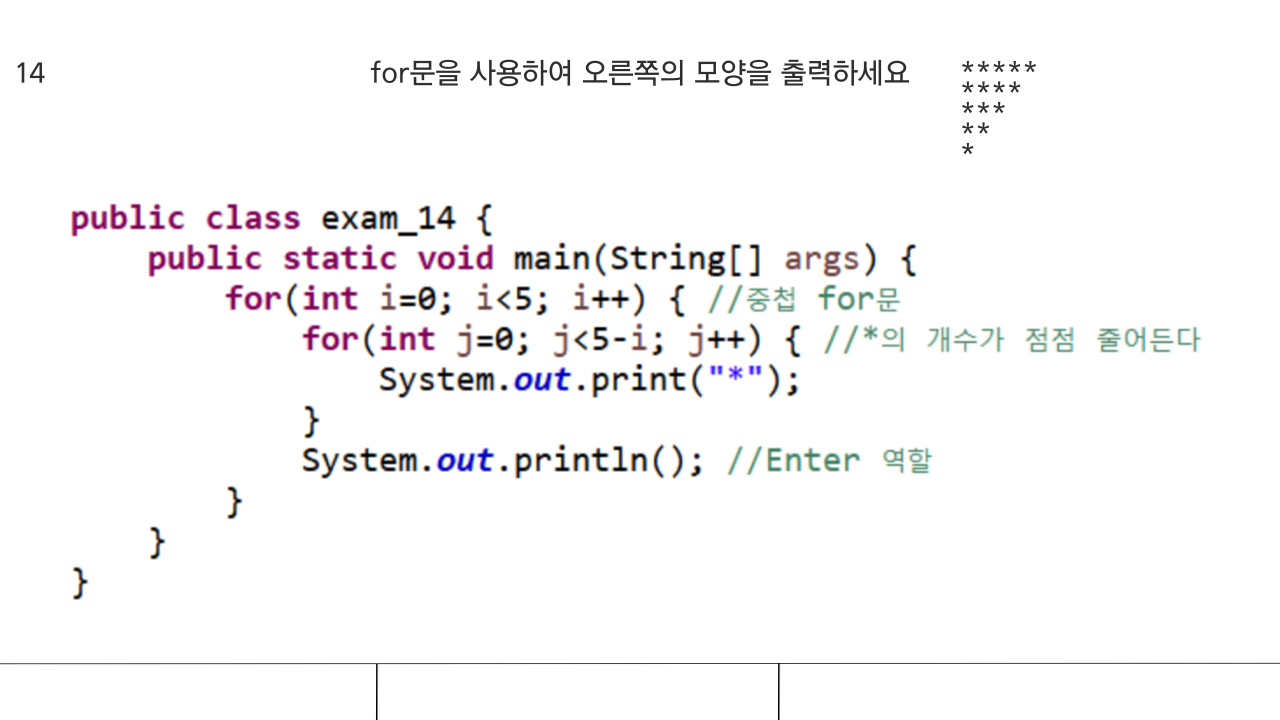 14
for문을 사용하여 오른쪽의 모양을 출력하세요
*****
****
***
**
*
public class exam_14 {
    public static void main(String[] args) {
        for(int i=0; i<5; i++) { //중첩 for문
            for(int j=0; j<5-i; j++) { //*의 개수가 점점 줄어든다
                System.out.print("*");
            }
            System.out.println(); //Enter 역할
        }
    }
}